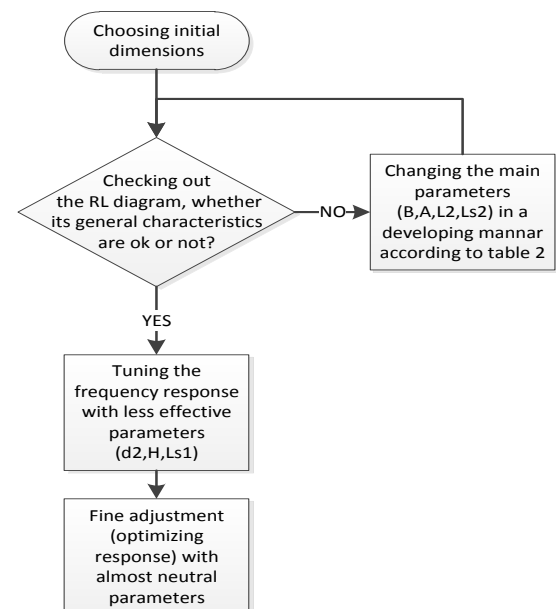 Choosing initial
dimensions
Checking out
the RL diagram, whether
its general characteristics
are ok or not?
NO
Changing the main
parameters
(B,A,L2,Ls2) in a
developing mannar
according to table 2
YES
Tuning the
frequency response
with less effective
parameters
(d2,H,Ls1)
Fine adjustment
(optimizing
response) with
almost neutral
parameters